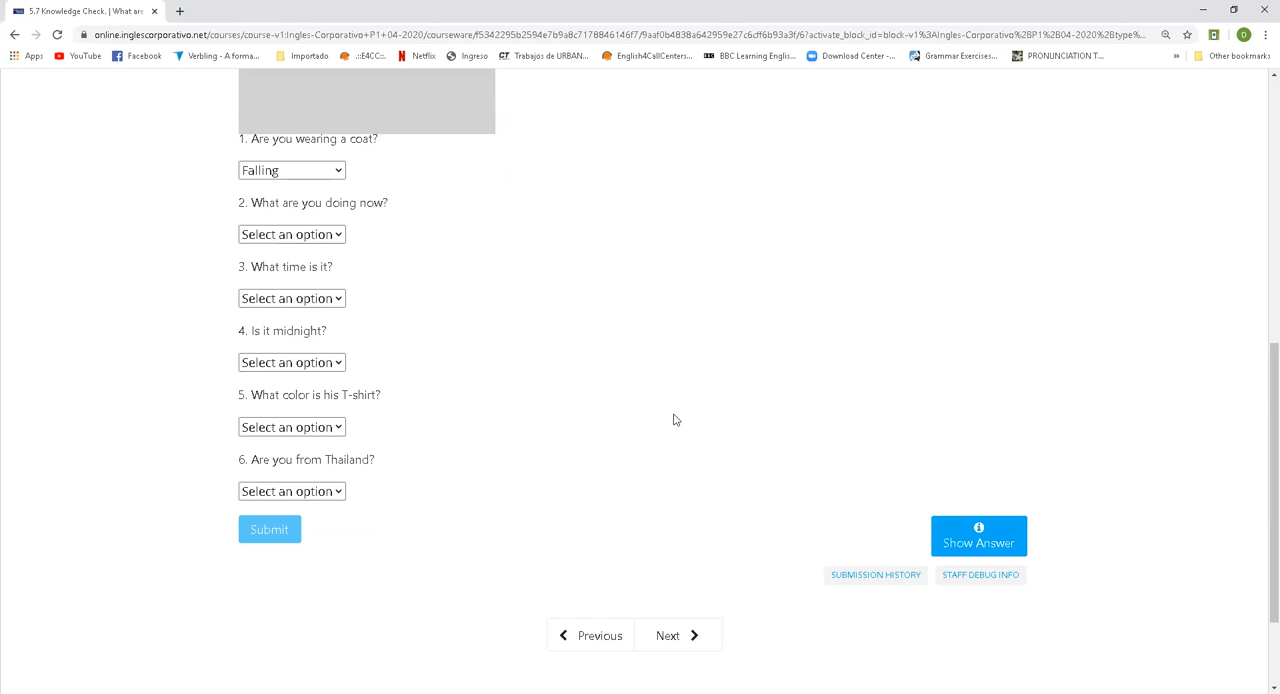 5.7 Knowledge Check. | What are
online.inglescorporativo.net/courses/course-v1:Ingles-Corporativo+P1+04-2020/courseware/f5342295b2594e7b9a8c7178846146f7/9aaf0b4838a642959e27c6cff6b93a3f/6?activate_block_id=block-v1%3AIngles-Corporativo%2BP1%2B04-2020%2Btype%...
D
Apps YouTube Facebook Verbling - A forma... Importado .::E4CC::. Netflix Ingreso Trabajos de URBAN... English4CallCenters... BBC Learning Englis... Download Center -... Grammar Exercises... PRONUNCIATION T... » Other bookmarks
1. Are you wearing a coat?
Falling
2. What are you doing now?
Select an option
3. What time is it?
Select an option
4. Is it midnight?
Select an option
5. What color is his T-shirt?
Select an option
6. Are you from Thailand?
Select an option
Submit
Show Answer
SUBMISSION HISTORY STAFF DEBUG INFO
Previous Next